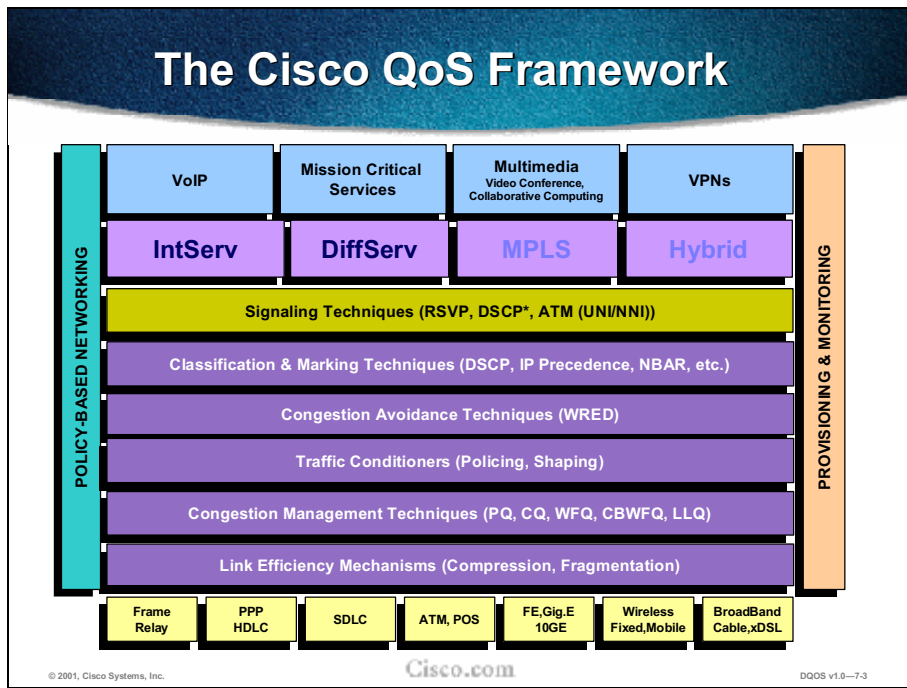 The Cisco QoS Framework
POLICY-BASED NETWORKING
VoIP
Mission Critical
Services
Multimedia
Video Conference,
Collaborative Computing
VPNs
PROVISIONING & MONITORING
IntServ
DiffServ
MPLS
Hybrid
Signaling Techniques (RSVP, DSCP*, ATM (UNI/NNI))
Classification & Marking Techniques (DSCP, IP Precedence, NBAR, etc.)
Congestion Avoidance Techniques (WRED)
Traffic Conditioners (Policing, Shaping)
Congestion Management Techniques (PQ, CQ, WFQ, CBWFQ, LLQ)
Link Efficiency Mechanisms (Compression, Fragmentation)
Frame
Relay
PPP
HDLC
SDLC
ATM, POS
FE,Gig.E
10GE
Wireless
Fixed,Mobile
BroadBand
Cable,xDSL
© 2001, Cisco Systems, Inc.
Cisco.com
DQOS v1.0—7-3